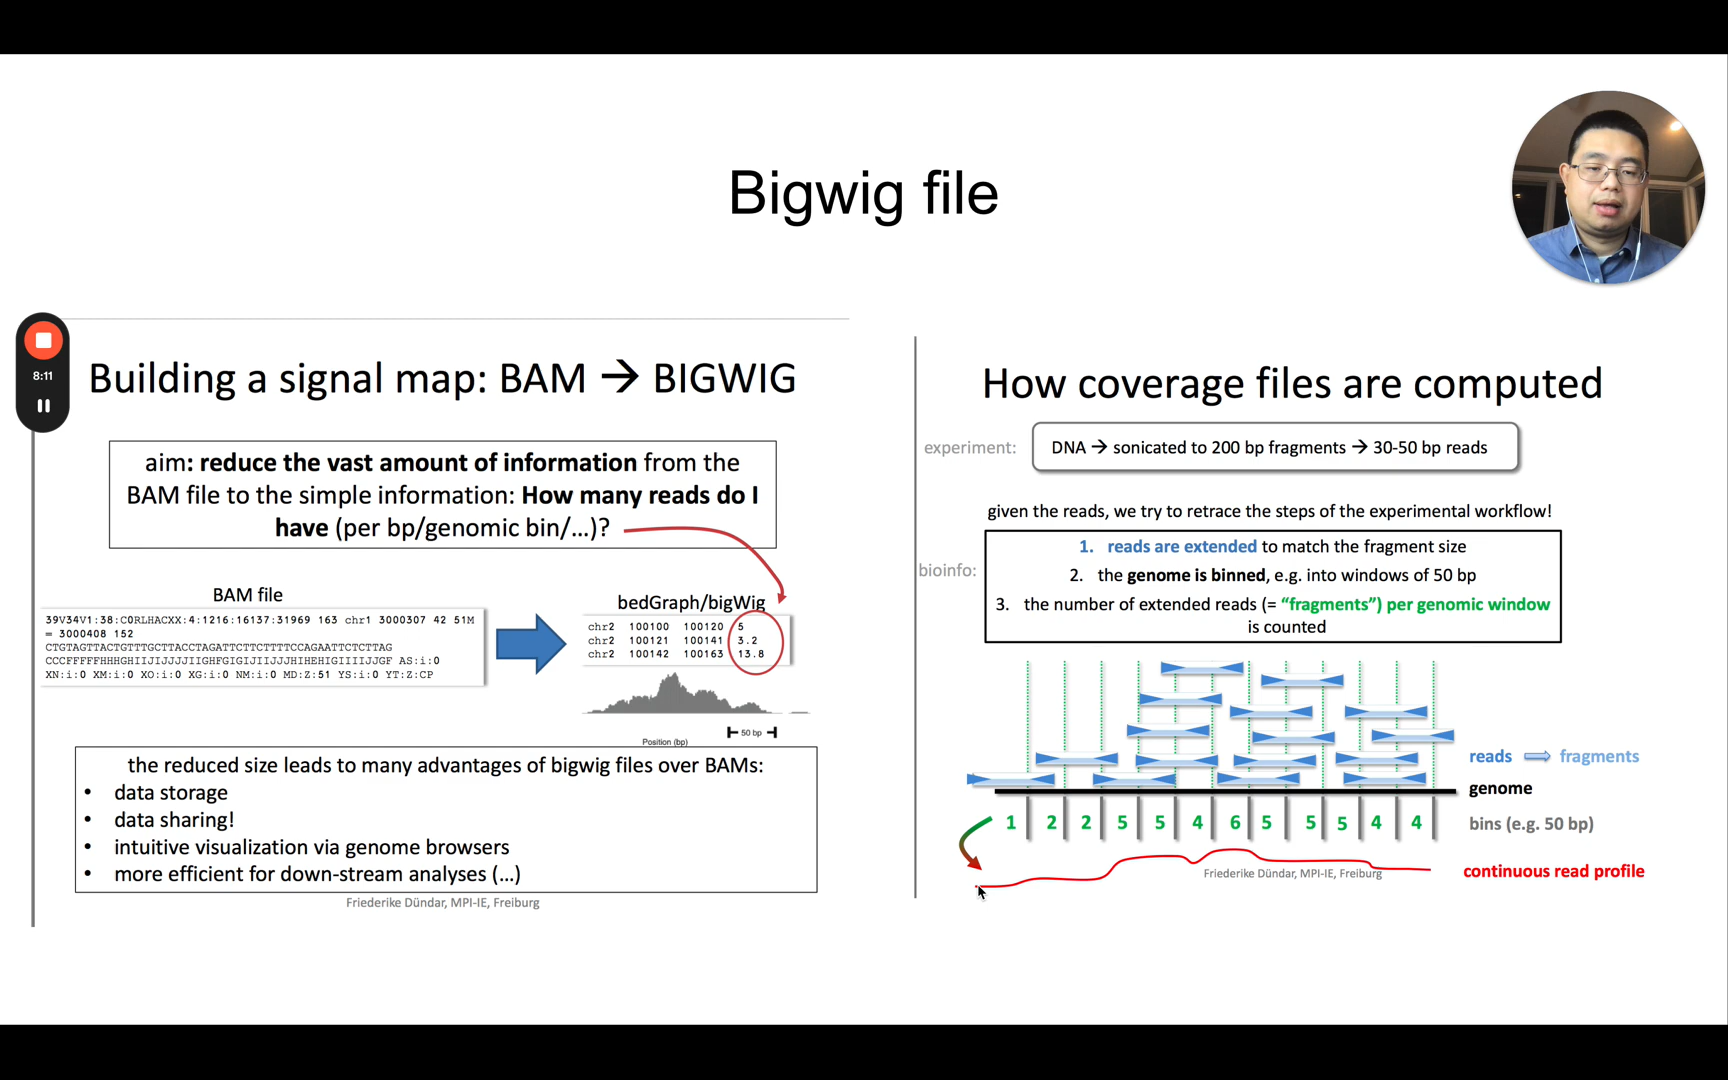 Bigwig file
8:11
Building a signal map: BAM → BIGWIG
aim: reduce the vast amount of information from the
BAM file to the simple information: How many reads do I
have (per bp/genomic bin/...)?
BAM file
39V34V1:38:C0RLHACXX:4:1216:16137:31969 163 chr1 3000307 42 51M
= 3000408 152
CTGTAGTTACTGTTTGCTTACCTAGATTCTTCTTTTCCAGAATTCTCTTAG
CCCFFFFFHHHGHIIJIJJJJIIGHFGIGIJIIJJJHIHEHIGIIIIJJGF AS:i:0
XN:i:0 XM:i:0 XO:i:0 XG:i:0 NM:i:0 MD:Z:51 YS:i:0 YT:Z:CP
bedGraph/bigWig
chr2 100100 100120 5
chr2 100121 100141 3.2
chr2 100142 100163 13.8
50 bp
Position (bp)
the reduced size leads to many advantages of bigwig files over BAMs:
• data storage
• data sharing!
• intuitive visualization via genome browsers
• more efficient for down-stream analyses (...)
Friederike Dündar, MPI-IE, Freiburg
How coverage files are computed
experiment:
DNA → sonicated to 200 bp fragments → 30-50 bp reads
given the reads, we try to retrace the steps of the experimental workflow!
bioinfo:
1. reads are extended to match the fragment size
2. the genome is binned, e.g. into windows of 50 bp
3. the number of extended reads (= “fragments”) per genomic window
is counted
reads fragments
genome
1 2 2 5 5 4 6 5 5 5 4 4
bins (e.g. 50 bp)
Friederike Dündar, MPI-IE, Freiburg
continuous read profile